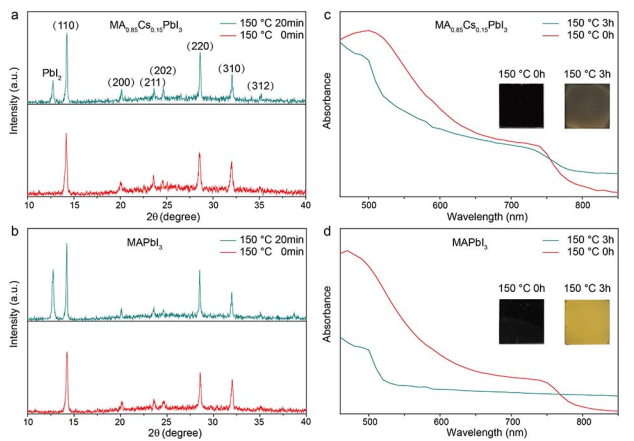 a
MA0.85Cs0.15PbI3
150 °C 20min
150 °C 0min
(110)
PbI2
(200)
(211)
(202)
(220)
(310)
(312)
Intensity (a.u.)
Intensity (a.u.)
10 15 20 25 30 35 40
2θ (degree)
b
MAPbI3
150 °C 20min
150 °C 0min
Intensity (a.u.)
10 15 20 25 30 35 40
2θ (degree)
c
MA0.85Cs0.15PbI3
150 °C 3h
150 °C 0h
150 °C 0h 150 °C 3h
Absorbance
500 600 700 800
Wavelength (nm)
d
MAPbI3
150 °C 3h
150 °C 0h
150 °C 0h 150 °C 3h
Absorbance
500 600 700 800
Wavelength (nm)